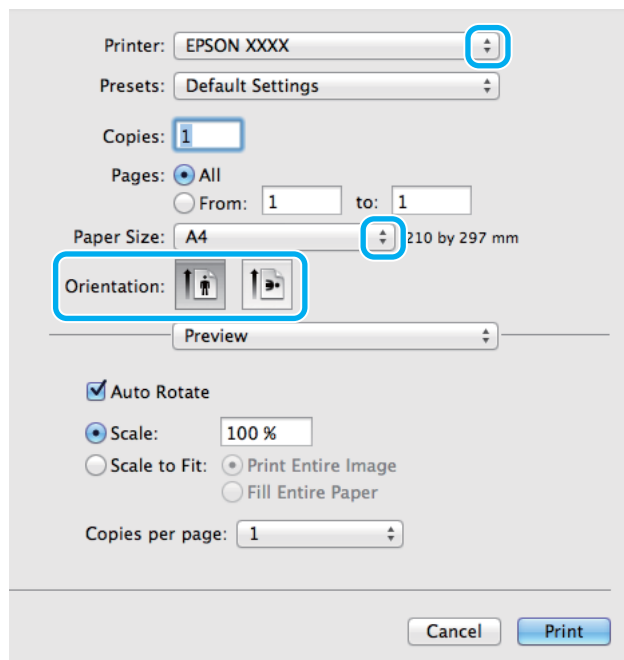 Printer: EPSON XXXX
Presets: Default Settings
Copies: 1
Pages: All
From: 1 to: 1
Paper Size: A4 210 by 297 mm
Orientation:
Preview
Auto Rotate
Scale: 100 %
Scale to Fit: Print Entire Image
Fill Entire Paper
Copies per page: 1
Cancel Print